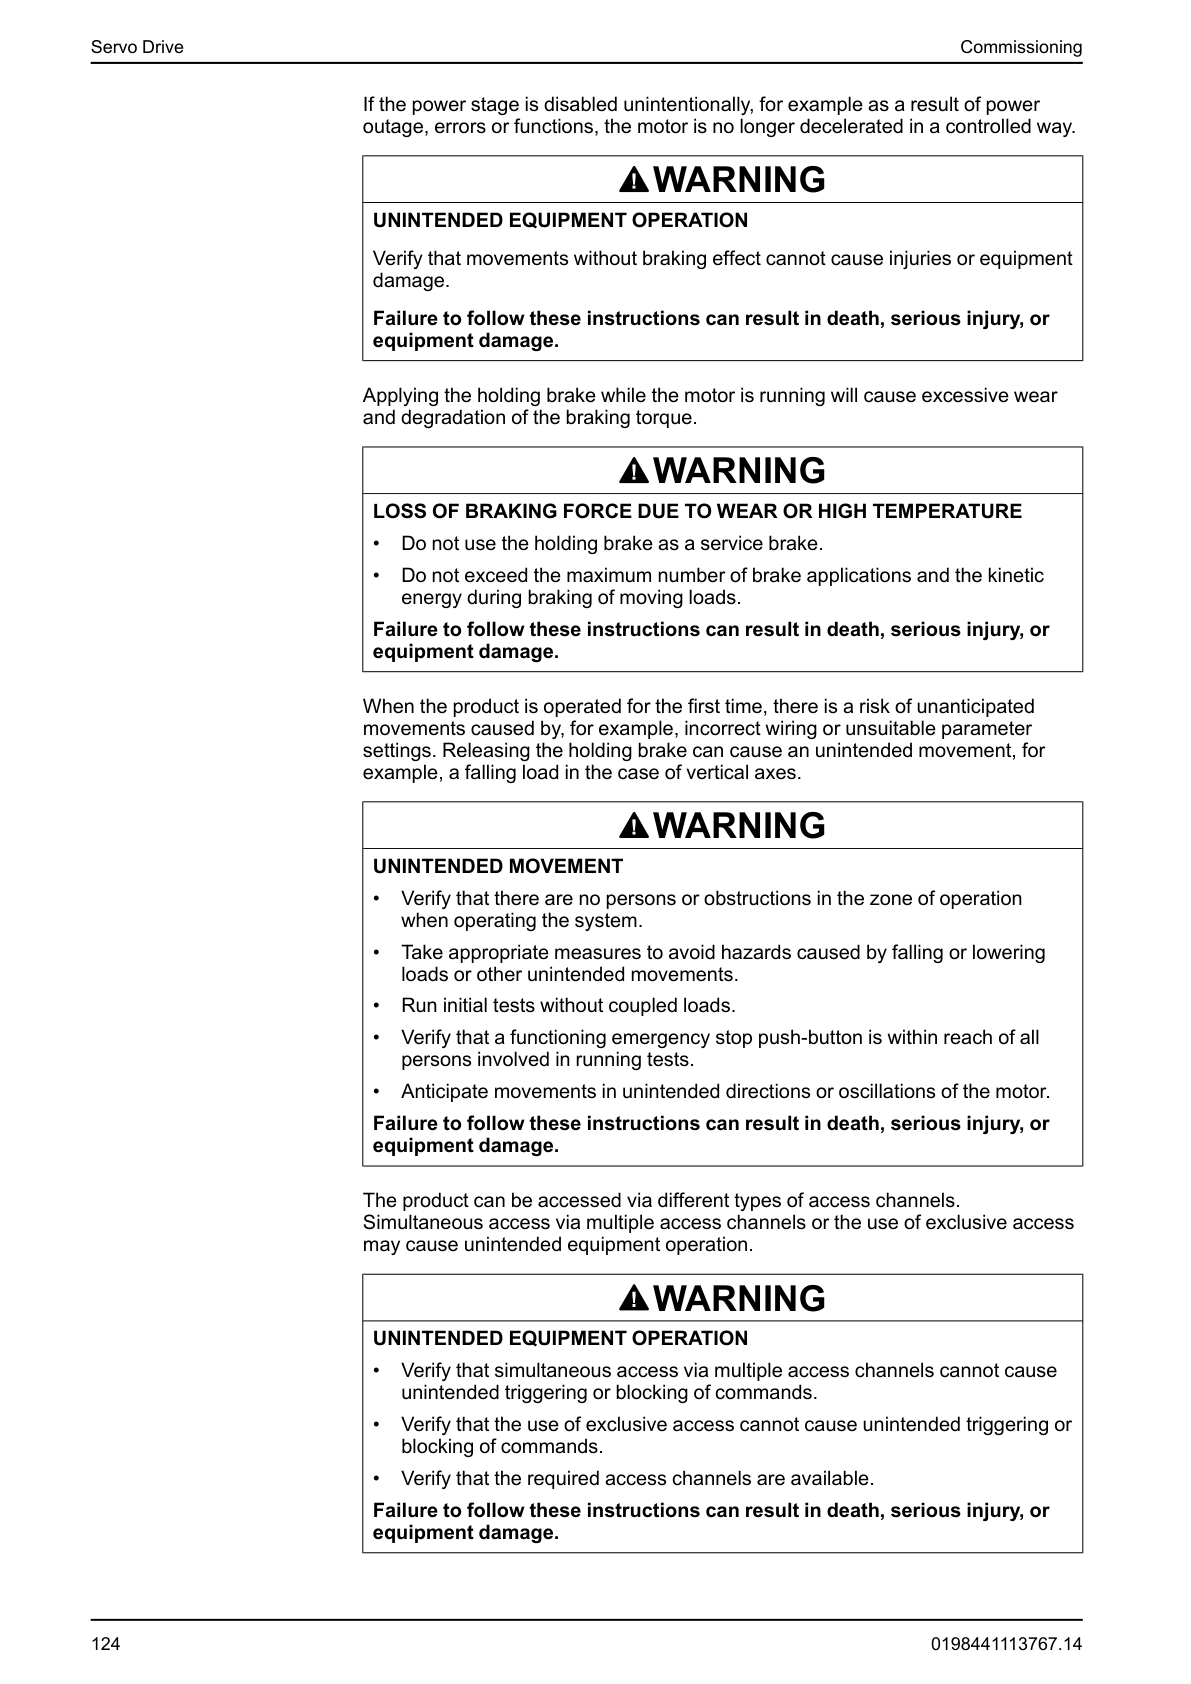 Servo Drive
Commissioning
If the power stage is disabled unintentionally, for example as a result of power
outage, errors or functions, the motor is no longer decelerated in a controlled way.
WARNING
UNINTENDED EQUIPMENT OPERATION
Verify that movements without braking effect cannot cause injuries or equipment
damage.
Failure to follow these instructions can result in death, serious injury, or
equipment damage.
Applying the holding brake while the motor is running will cause excessive wear
and degradation of the braking torque.
WARNING
LOSS OF BRAKING FORCE DUE TO WEAR OR HIGH TEMPERATURE
• Do not use the holding brake as a service brake.
• Do not exceed the maximum number of brake applications and the kinetic
energy during braking of moving loads.
Failure to follow these instructions can result in death, serious injury, or
equipment damage.
When the product is operated for the first time, there is a risk of unanticipated
movements caused by, for example, incorrect wiring or unsuitable parameter
settings. Releasing the holding brake can cause an unintended movement, for
example, a falling load in the case of vertical axes.
WARNING
UNINTENDED MOVEMENT
• Verify that there are no persons or obstructions in the zone of operation
when operating the system.
• Take appropriate measures to avoid hazards caused by falling or lowering
loads or other unintended movements.
• Run initial tests without coupled loads.
• Verify that a functioning emergency stop push-button is within reach of all
persons involved in running tests.
• Anticipate movements in unintended directions or oscillations of the motor.
Failure to follow these instructions can result in death, serious injury, or
equipment damage.
The product can be accessed via different types of access channels.
Simultaneous access via multiple access channels or the use of exclusive access
may cause unintended equipment operation.
WARNING
UNINTENDED EQUIPMENT OPERATION
• Verify that simultaneous access via multiple access channels cannot cause
unintended triggering or blocking of commands.
• Verify that the use of exclusive access cannot cause unintended triggering or
blocking of commands.
• Verify that the required access channels are available.
Failure to follow these instructions can result in death, serious injury, or
equipment damage.
124
0198441113767.14